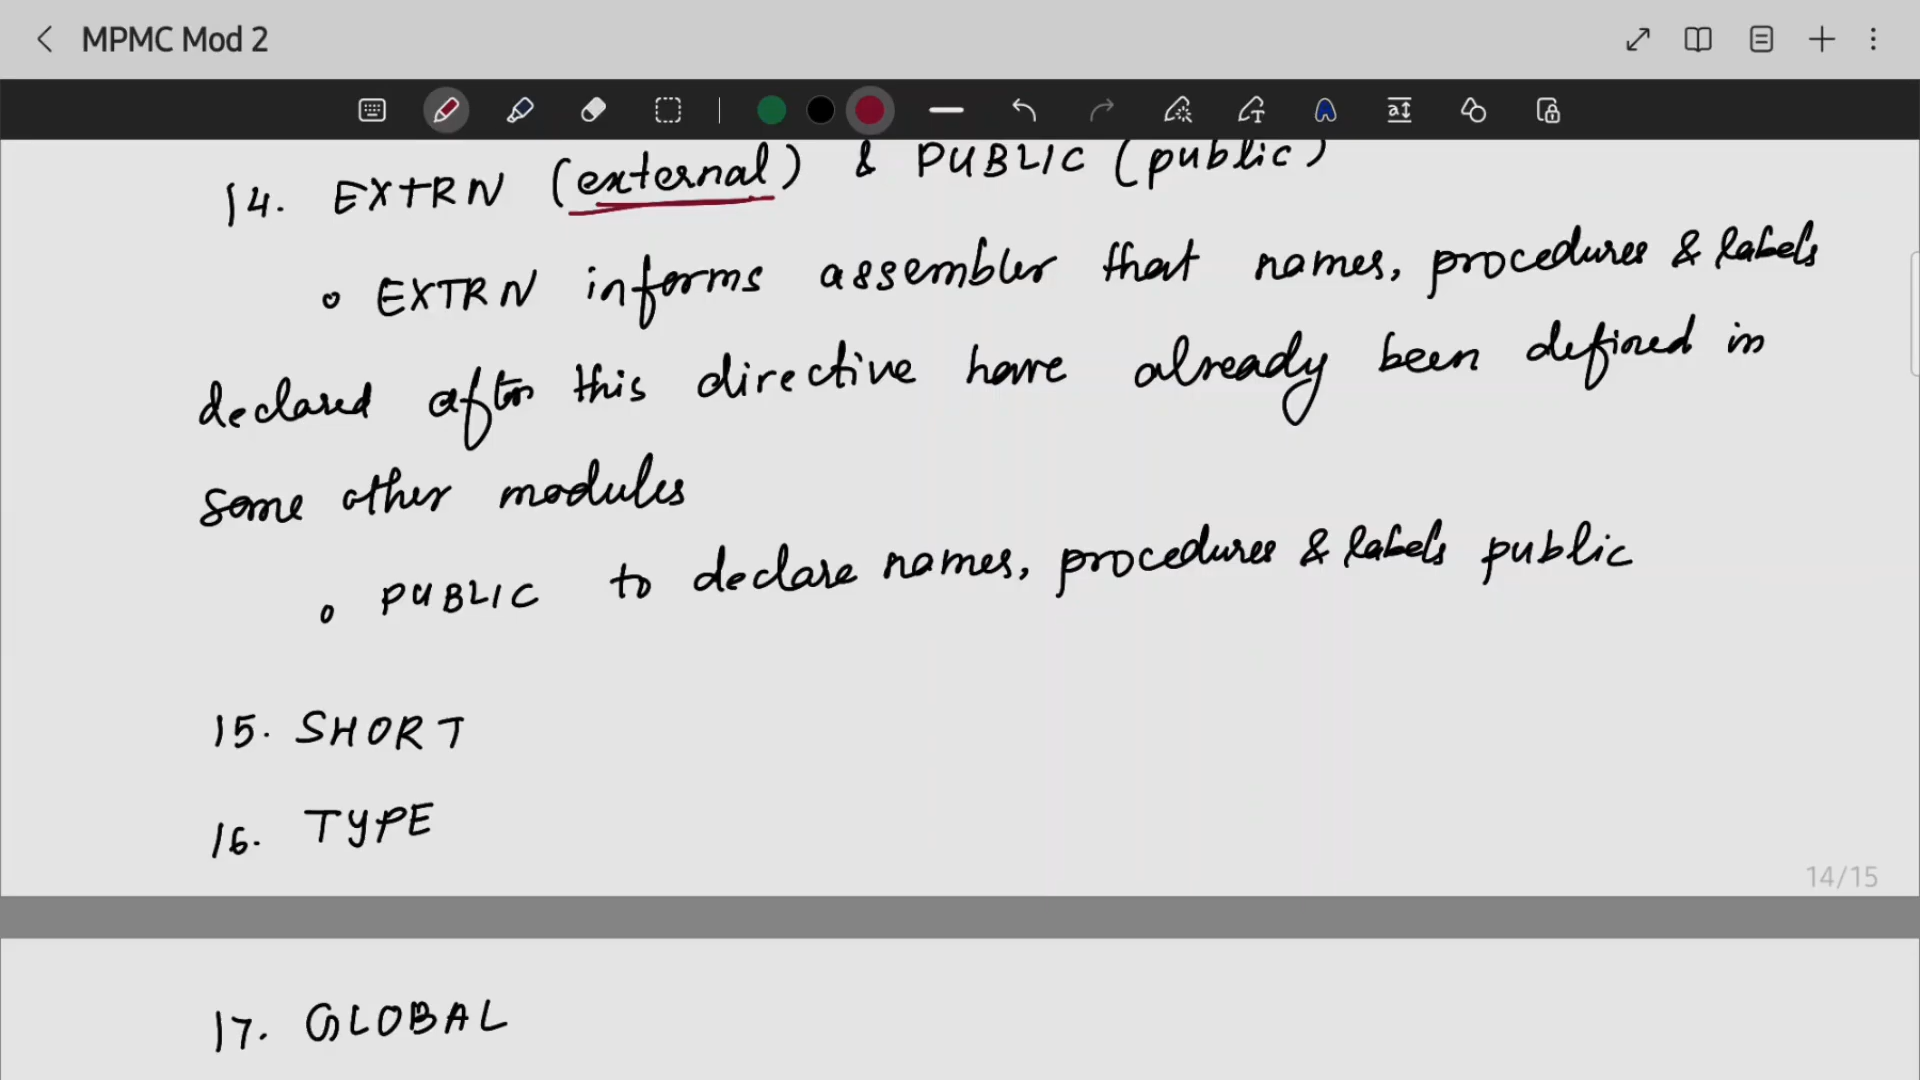 MPMC Mod 2
14. EXTRN (external) & PUBLIC (public)
o EXTRN informs assembler that names, procedures & labels
declared after this directive have already been defined in
some other modules
o PUBLIC to declare names, procedures & labels public
15. SHORT
16. TYPE
14/15
17. GLOBAL